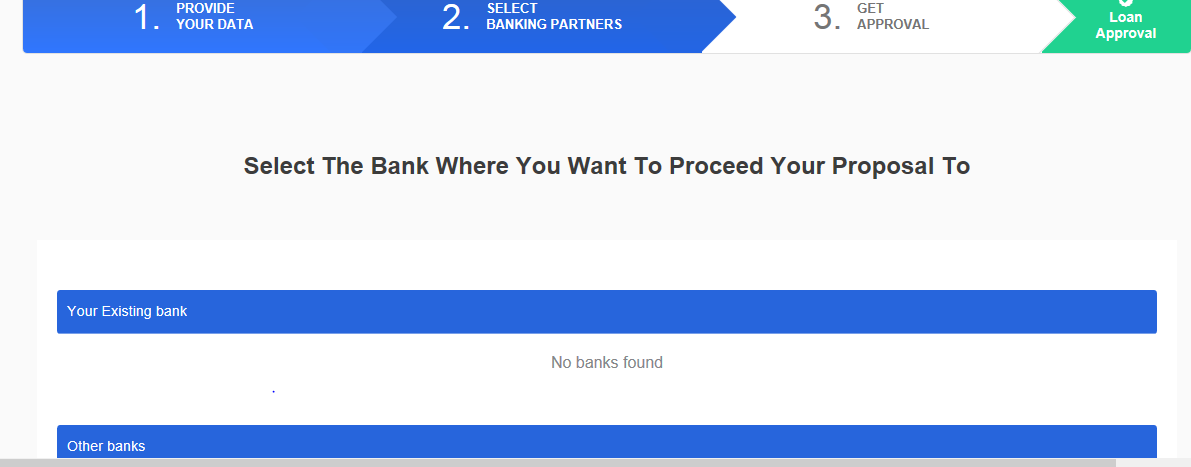 1. PROVIDE
YOUR DATA
2. SELECT
BANKING PARTNERS
3. GET
APPROVAL
Loan
Approval
Select The Bank Where You Want To Proceed Your Proposal To
Your Existing bank
No banks found
Other banks